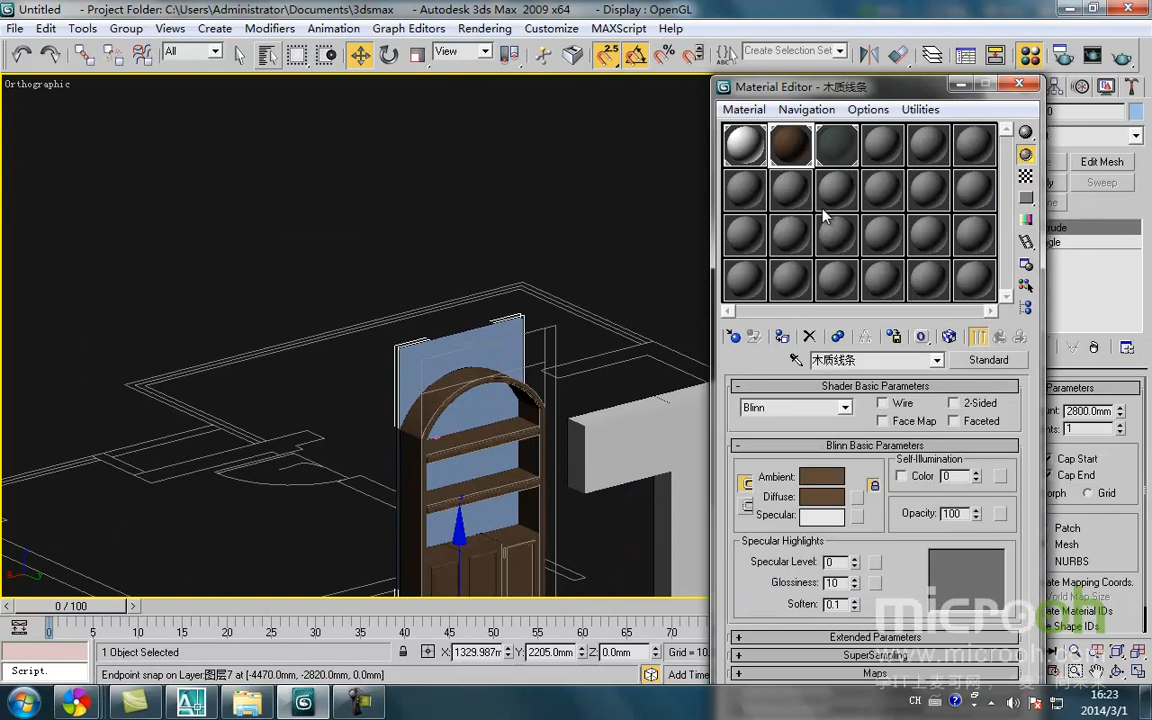 Untitled - Project Folder: C:\Users\Administrator\Documents\3dsmax - Autodesk 3ds Max 2009 x64 - Display : OpenGL
File Edit Tools Group Views Create Modifiers Animation Graph Editors Rendering Customize MAXScript Help
All View 2.5 Create Selection Set
Orthographic
Material Editor - 木质线条
Material Navigation Options Utilities
0
Edit Mesh
Sweep
木质线条 Standard
- Shader Basic Parameters
Blinn Wire 2-Sided
Face Map Faceted
- Blinn Basic Parameters
Self-Illumination
Ambient: Color 0
Diffuse:
Specular: Opacity: 100
Specular Highlights
Specular Level: 0
Glossiness: 10
Soften: 0.1
+ Extended Parameters
+ SuperSampling
+ Maps
Parameters
2800.0mm
1
Cap Start
Cap End
Grid
Patch
Mesh
NURBS
microoh
www.microoh.com
0 / 100
0 5 10 15 20 25 30 35 40 45 50 55 60 65 70
1 Object Selected X: 1329.987m Y: 2205.0mm Z: 0.0mm Grid = 10.
Script. Endpoint snap on Layer:图层7 at [-4470.0mm, -2820.0mm, 0.0mm] Add Time
CH 16:23
2014/3/1